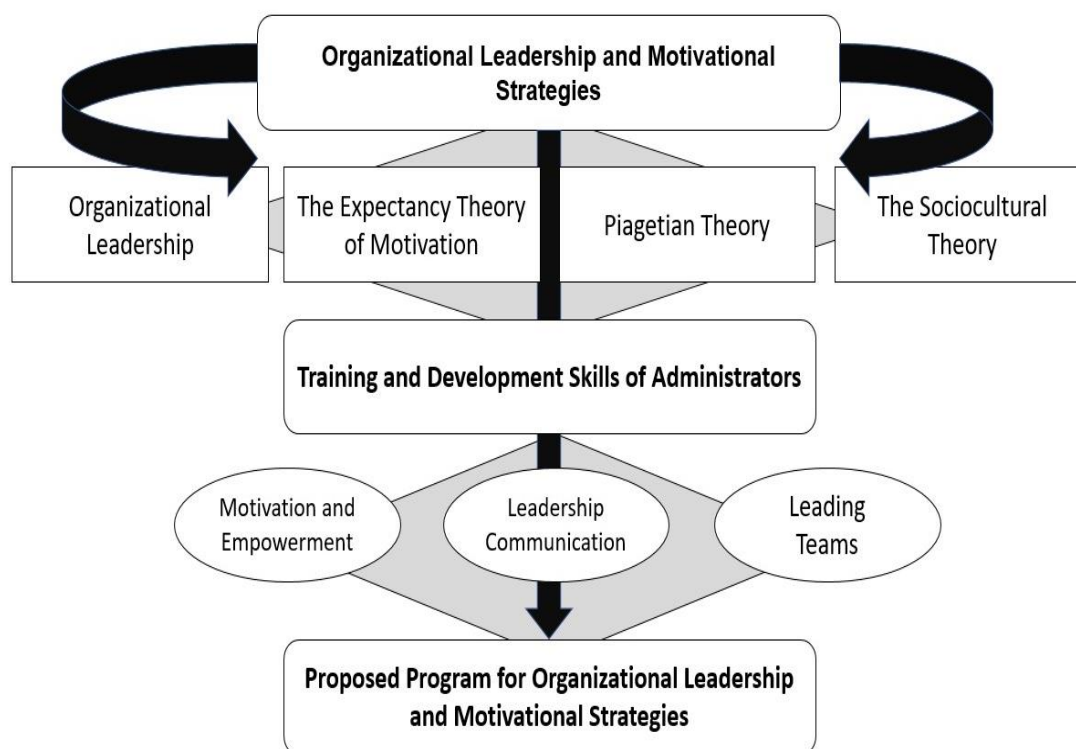 Organizational Leadership and Motivational
Strategies
Organizational
Leadership
The Expectancy Theory
of Motivation
Piagetian Theory
The Sociocultural
Theory
Training and Development Skills of Administrators
Motivation and
Empowerment
Leadership
Communication
Leading
Teams
Proposed Program for Organizational Leadership
and Motivational Strategies